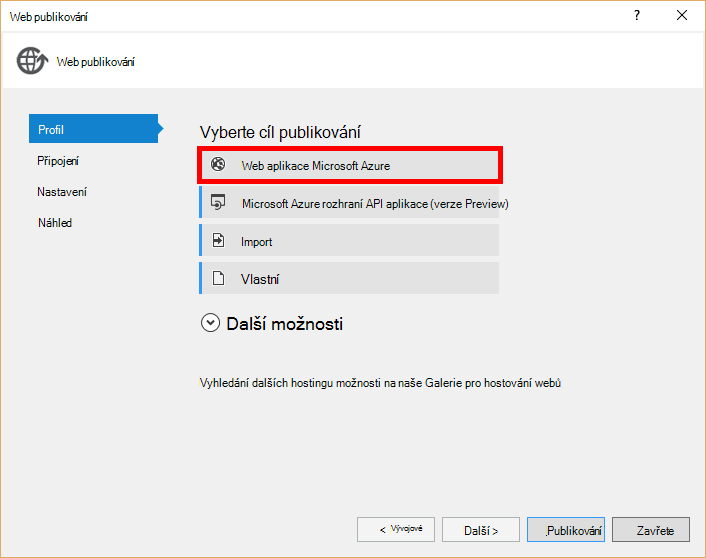 Web publikování
?
Web publikování
Profil
Připojení
Nastavení
Náhled
Vyberte cíl publikování
Web aplikace Microsoft Azure
Microsoft Azure rozhraní API aplikace (verze Preview)
Import
Vlastní
Další možnosti
Vyhledání dalších hostingu možnosti na naše Galerie pro hostování webů
< Vývojové
Další >
Publikování
Zavřete